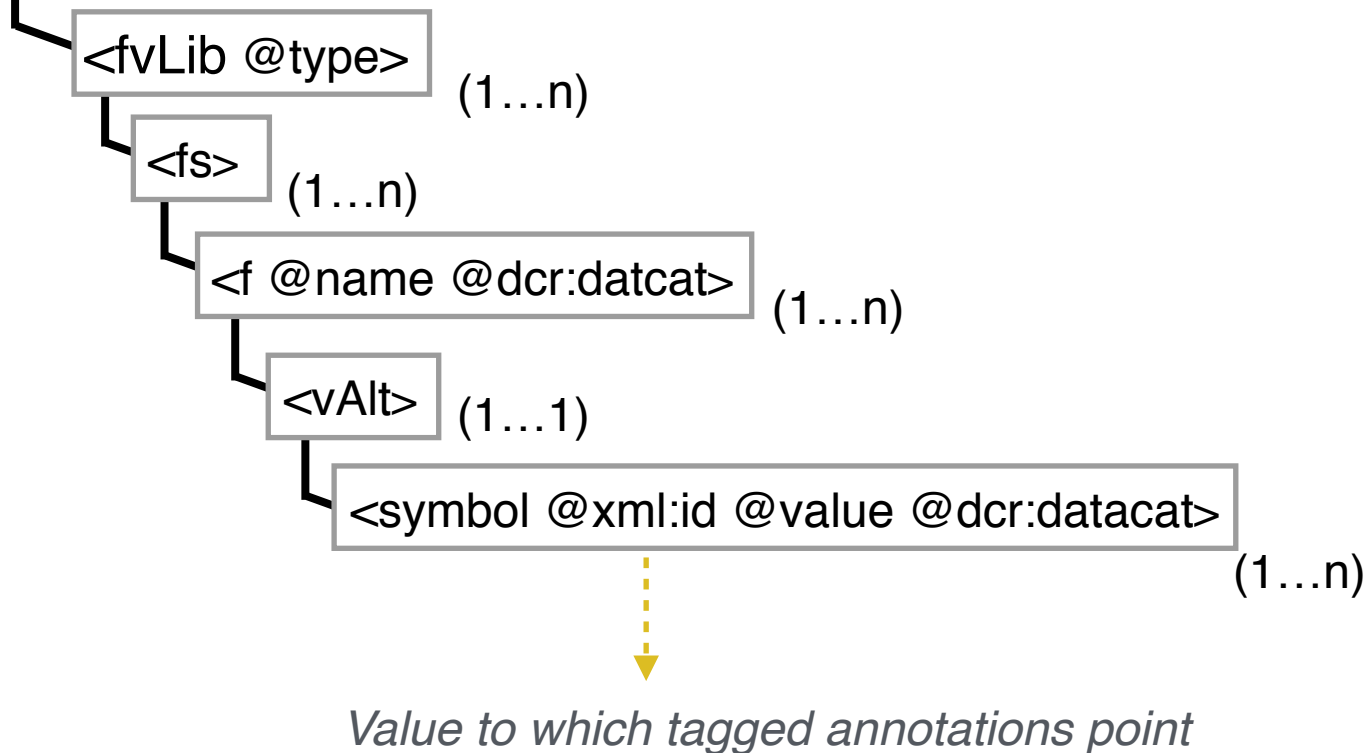 <fvLib @type>
(1…n)
<fs>
(1…n)
<f @name @dcr:datcat>
(1…n)
<vAlt>
(1…1)
<symbol @xml:id @value @dcr:datacat>
(1…n)
Value to which tagged annotations point